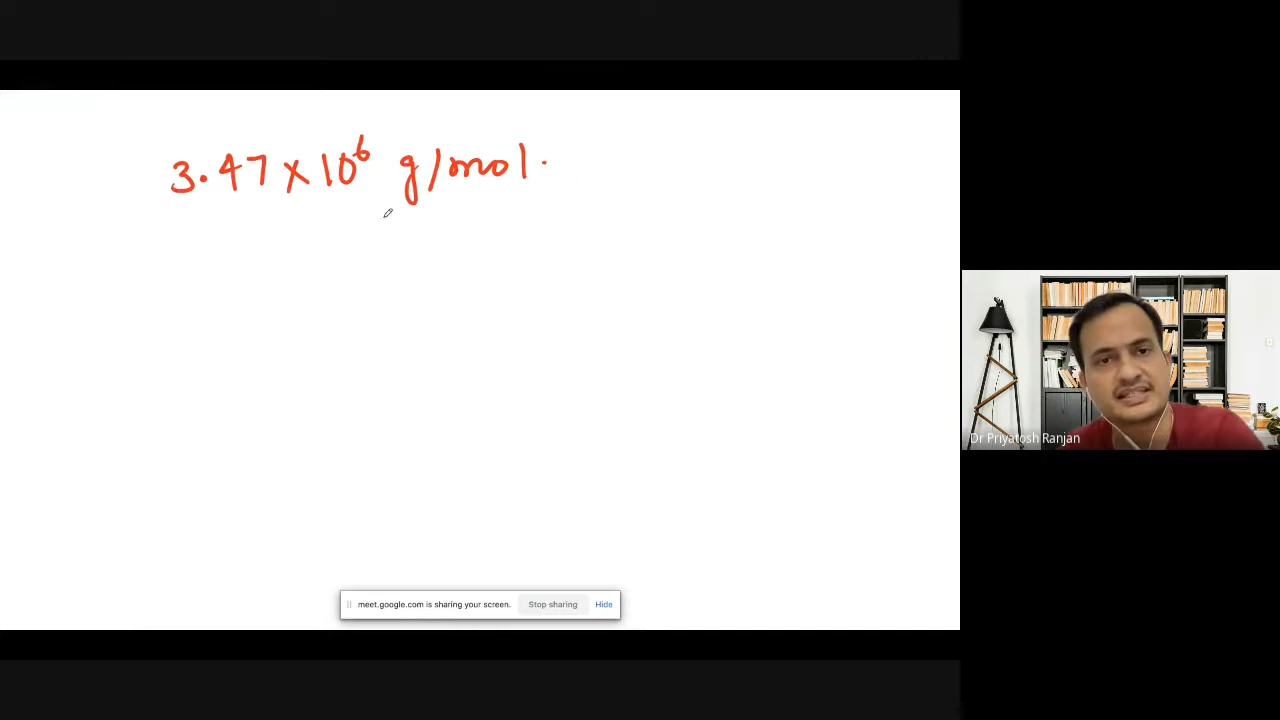 3.47 × 10⁶ g/mol.
Dr Priyatosh Ranjan
meet.google.com is sharing your screen. Stop sharing Hide